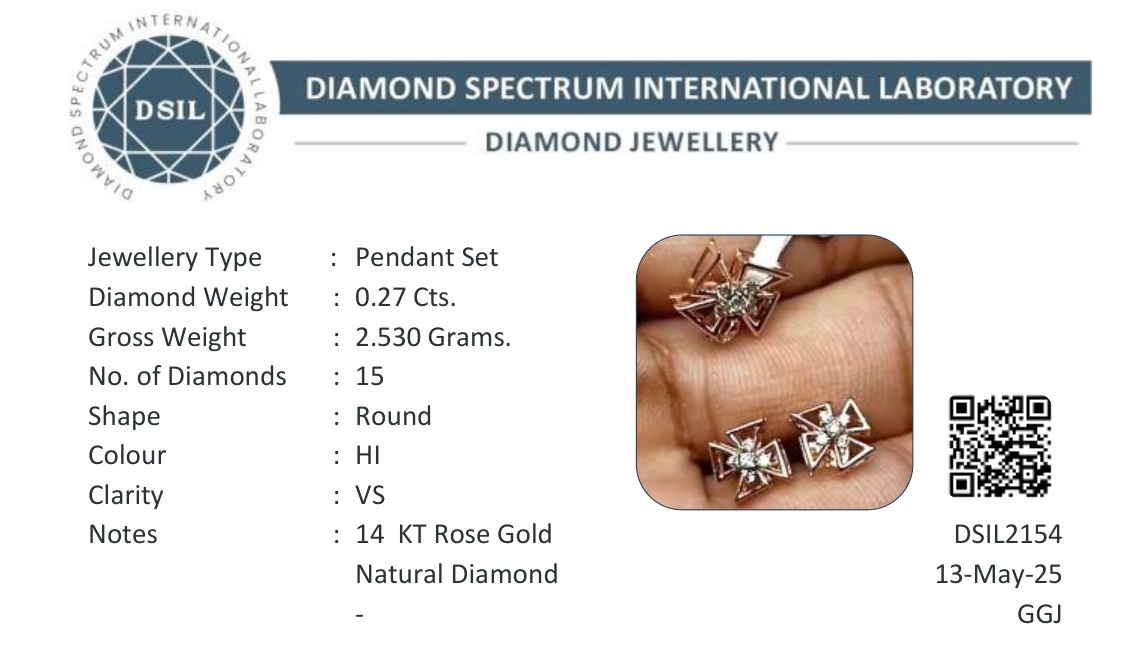 DIAMOND SPECTRUM INTERNATIONAL LABORATORY
DSIL
DIAMOND SPECTRUM INTERNATIONAL LABORATORY
DIAMOND JEWELLERY
Jewellery Type : Pendant Set
Diamond Weight : 0.27 Cts.
Gross Weight : 2.530 Grams.
No. of Diamonds : 15
Shape : Round
Colour : HI
Clarity : VS
Notes : 14 KT Rose Gold DSIL2154
Natural Diamond 13-May-25
- GGJ